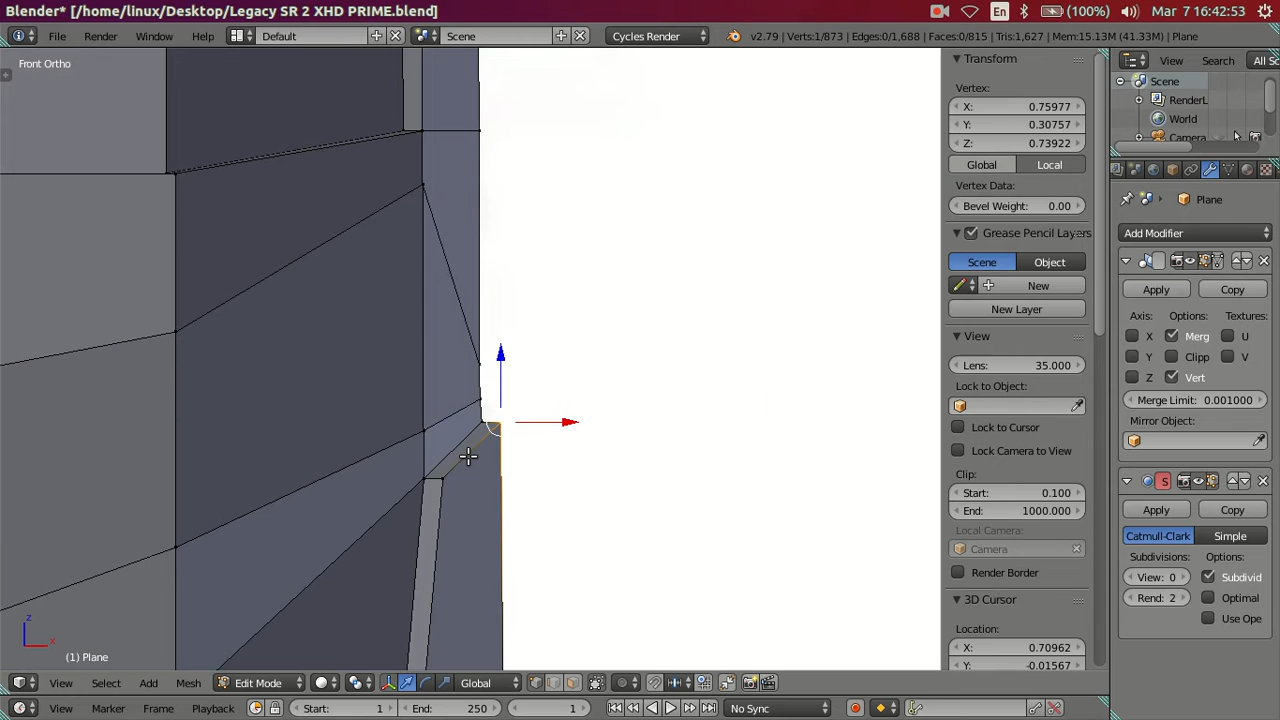 Blender* [/home/linux/Desktop/Legacy SR 2 XHD PRIME.blend]
En (100%) Mar 7 16:42:53
File Render Window Help Default Scene Cycles Render v2.79 | Verts:1/873 | Edges:0/1,688 | Faces:0/815 | Tris:1,627 | Mem:15.13M (41.33M) | Plane
Front Ortho
Transform
Vertex:
X: 0.75977
Y: 0.30757
Z: 0.73922
Global Local
Vertex Data:
Bevel Weight: 0.00
Grease Pencil Layers
Scene Object
New
New Layer
View
Lens: 35.000
Lock to Object:
Lock to Cursor
Lock Camera to View
Clip:
Start: 0.100
End: 1000.000
Local Camera:
Camera
Render Border
3D Cursor
Location:
X: 0.70962
Y: -0.01567
View Search All Sc
Scene
RenderL
World
Camera
Plane
Add Modifier
Apply Copy
Axis: Options: Textures:
X Merg U
Y Clipp V
Z Vert
Merge Limit: 0.001000
Mirror Object:
S
Apply Copy
Catmull-Clark Simple
Subdivisions: Options:
View: 0 Subdivid
Rend: 2 Optimal
Use Ope
z
x
(1) Plane
View Select Add Mesh Edit Mode Global
View Marker Frame Playback Start: 1 End: 250 1 No Sync